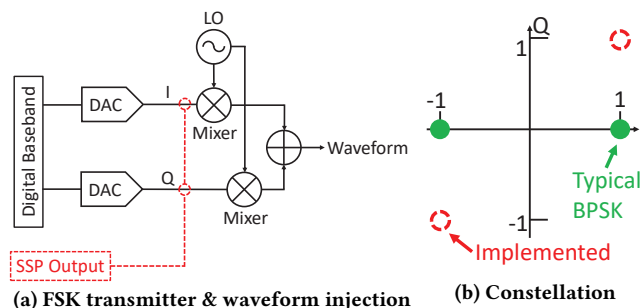 LO
I
DAC
Mixer
Digital Baseband
Waveform
Q
DAC
Mixer
SSP Output
(a) FSK transmitter & waveform injection
Q
1
-1
1
I
Typical
BPSK
-1
Implemented
(b) Constellation